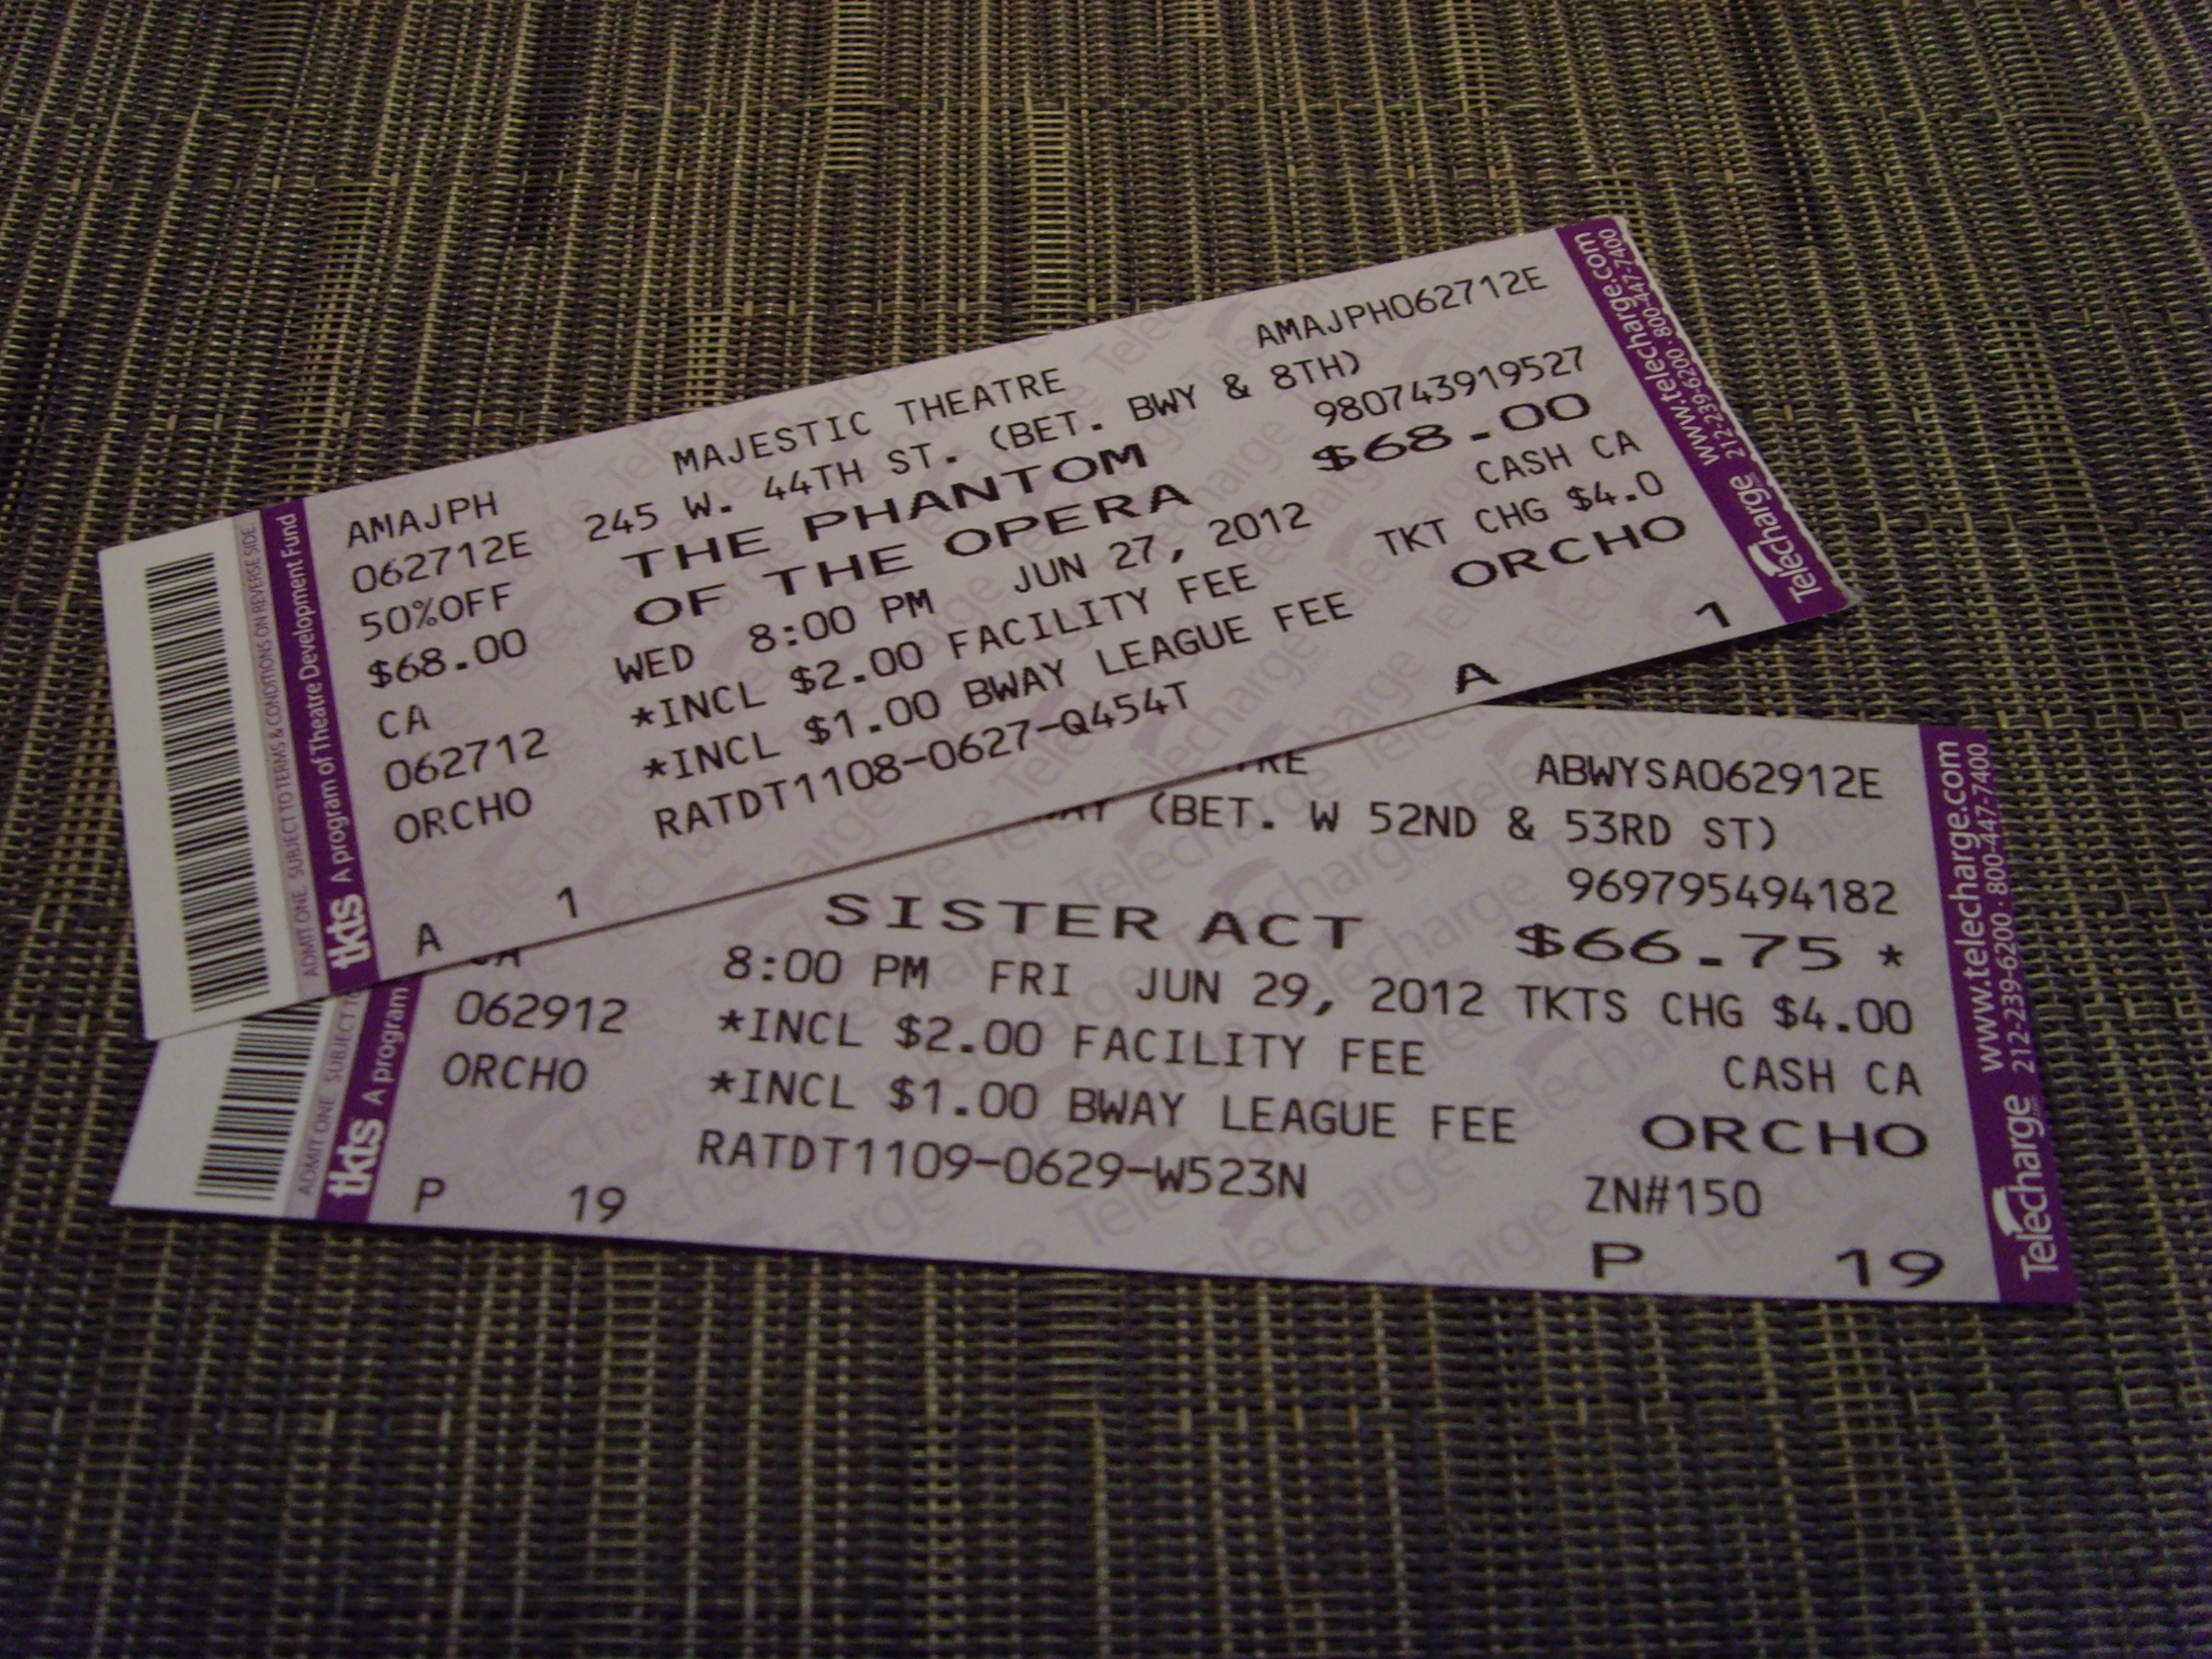 AMAJPH
062712E
50%OFF
$68.00
CA
062712
ORCHO
A 1
MAJESTIC THEATRE AMAJPH062712E
245 W. 44TH ST. (BET. BWY & 8TH)
980743919527
THE PHANTOM
OF THE OPERA $68.00
CASH CA
WED 8:00 PM JUN 27, 2012
TKT CHG $4.0
*INCL $2.00 FACILITY FEE
ORCHO
*INCL $1.00 BWAY LEAGUE FEE
RATDT1108-0627-Q454T
A 1
ADMIT ONE SUBJECT TO TERMS & CONDITIONS ON REVERSE SIDE
tkts A program of Theatre Development Fund
Telecharge www.telecharge.com
212-239-6200 · 800-447-7400
062912
ORCHO
P 19
ABWYSA062912E
(BET. W 52ND & 53RD ST)
969795494182
SISTER ACT $66.75 *
8:00 PM FRI JUN 29, 2012 TKTS CHG $4.00
*INCL $2.00 FACILITY FEE
CASH CA
*INCL $1.00 BWAY LEAGUE FEE
ORCHO
RATDT1109-0629-W523N
ZN#150
P 19
ADMIT ONE SUBJECT
tkts A program
Telecharge www.telecharge.com
212-239-6200 · 800-447-7400